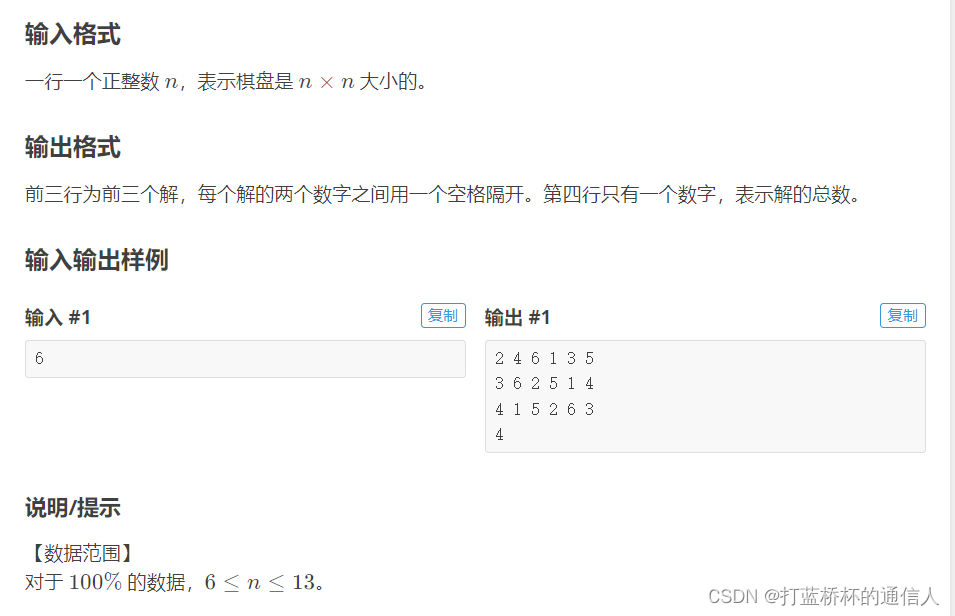 输入格式
一行一个正整数 n，表示棋盘是 n × n 大小的。
输出格式
前三行为前三个解，每个解的两个数字之间用一个空格隔开。第四行只有一个数字，表示解的总数。
输入输出样例
输入 #1
复制
6
输出 #1
复制
2 4 6 1 3 5
3 6 2 5 1 4
4 1 5 2 6 3
4
说明/提示
【数据范围】
对于 100% 的数据，6 ≤ n ≤ 13。
CSDN @打蓝桥杯的通信人